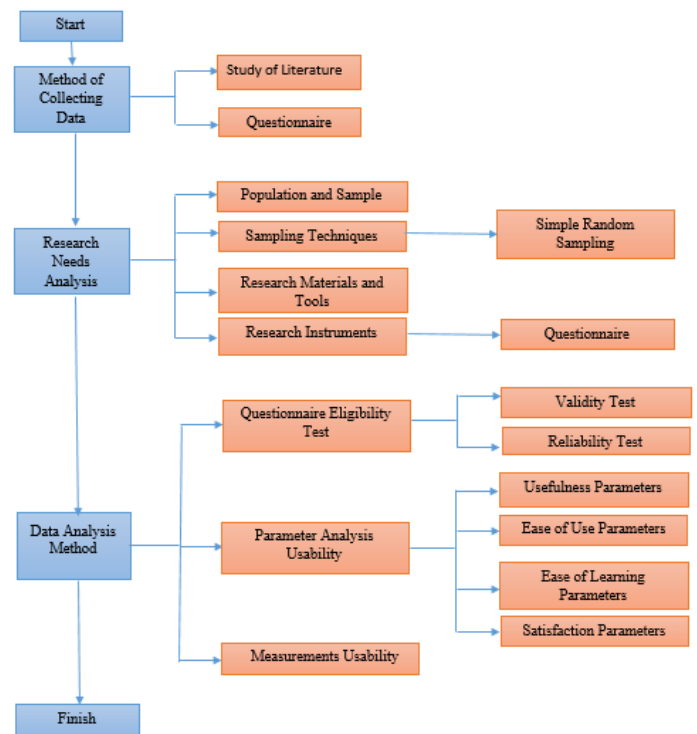 Start
Method of
Collecting
Data
Study of Literature
Questionnaire
Population and Sample
Sampling Techniques
Simple Random
Sampling
Research
Needs
Analysis
Research Materials and
Tools
Research Instruments
Questionnaire
Questionnaire Eligibility
Test
Validity Test
Reliability Test
Data Analysis
Method
Parameter Analysis
Usability
Usefulness Parameters
Ease of Use Parameters
Ease of Learning
Parameters
Satisfaction Parameters
Measurements Usability
Finish